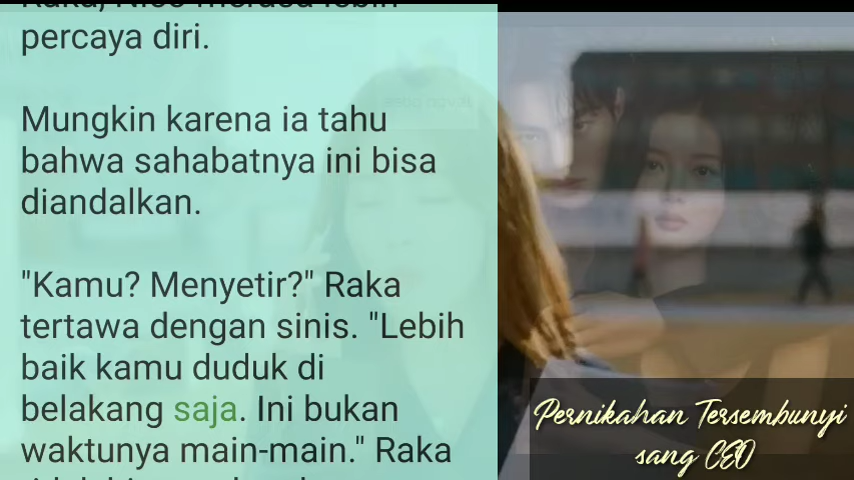 percaya diri.
Mungkin karena ia tahu
bahwa sahabatnya ini bisa
diandalkan.
"Kamu? Menyetir?" Raka
tertawa dengan sinis. "Lebih
baik kamu duduk di
belakang saja. Ini bukan
waktunya main-main." Raka
Pernikahan Tersembunyi
sang CEO